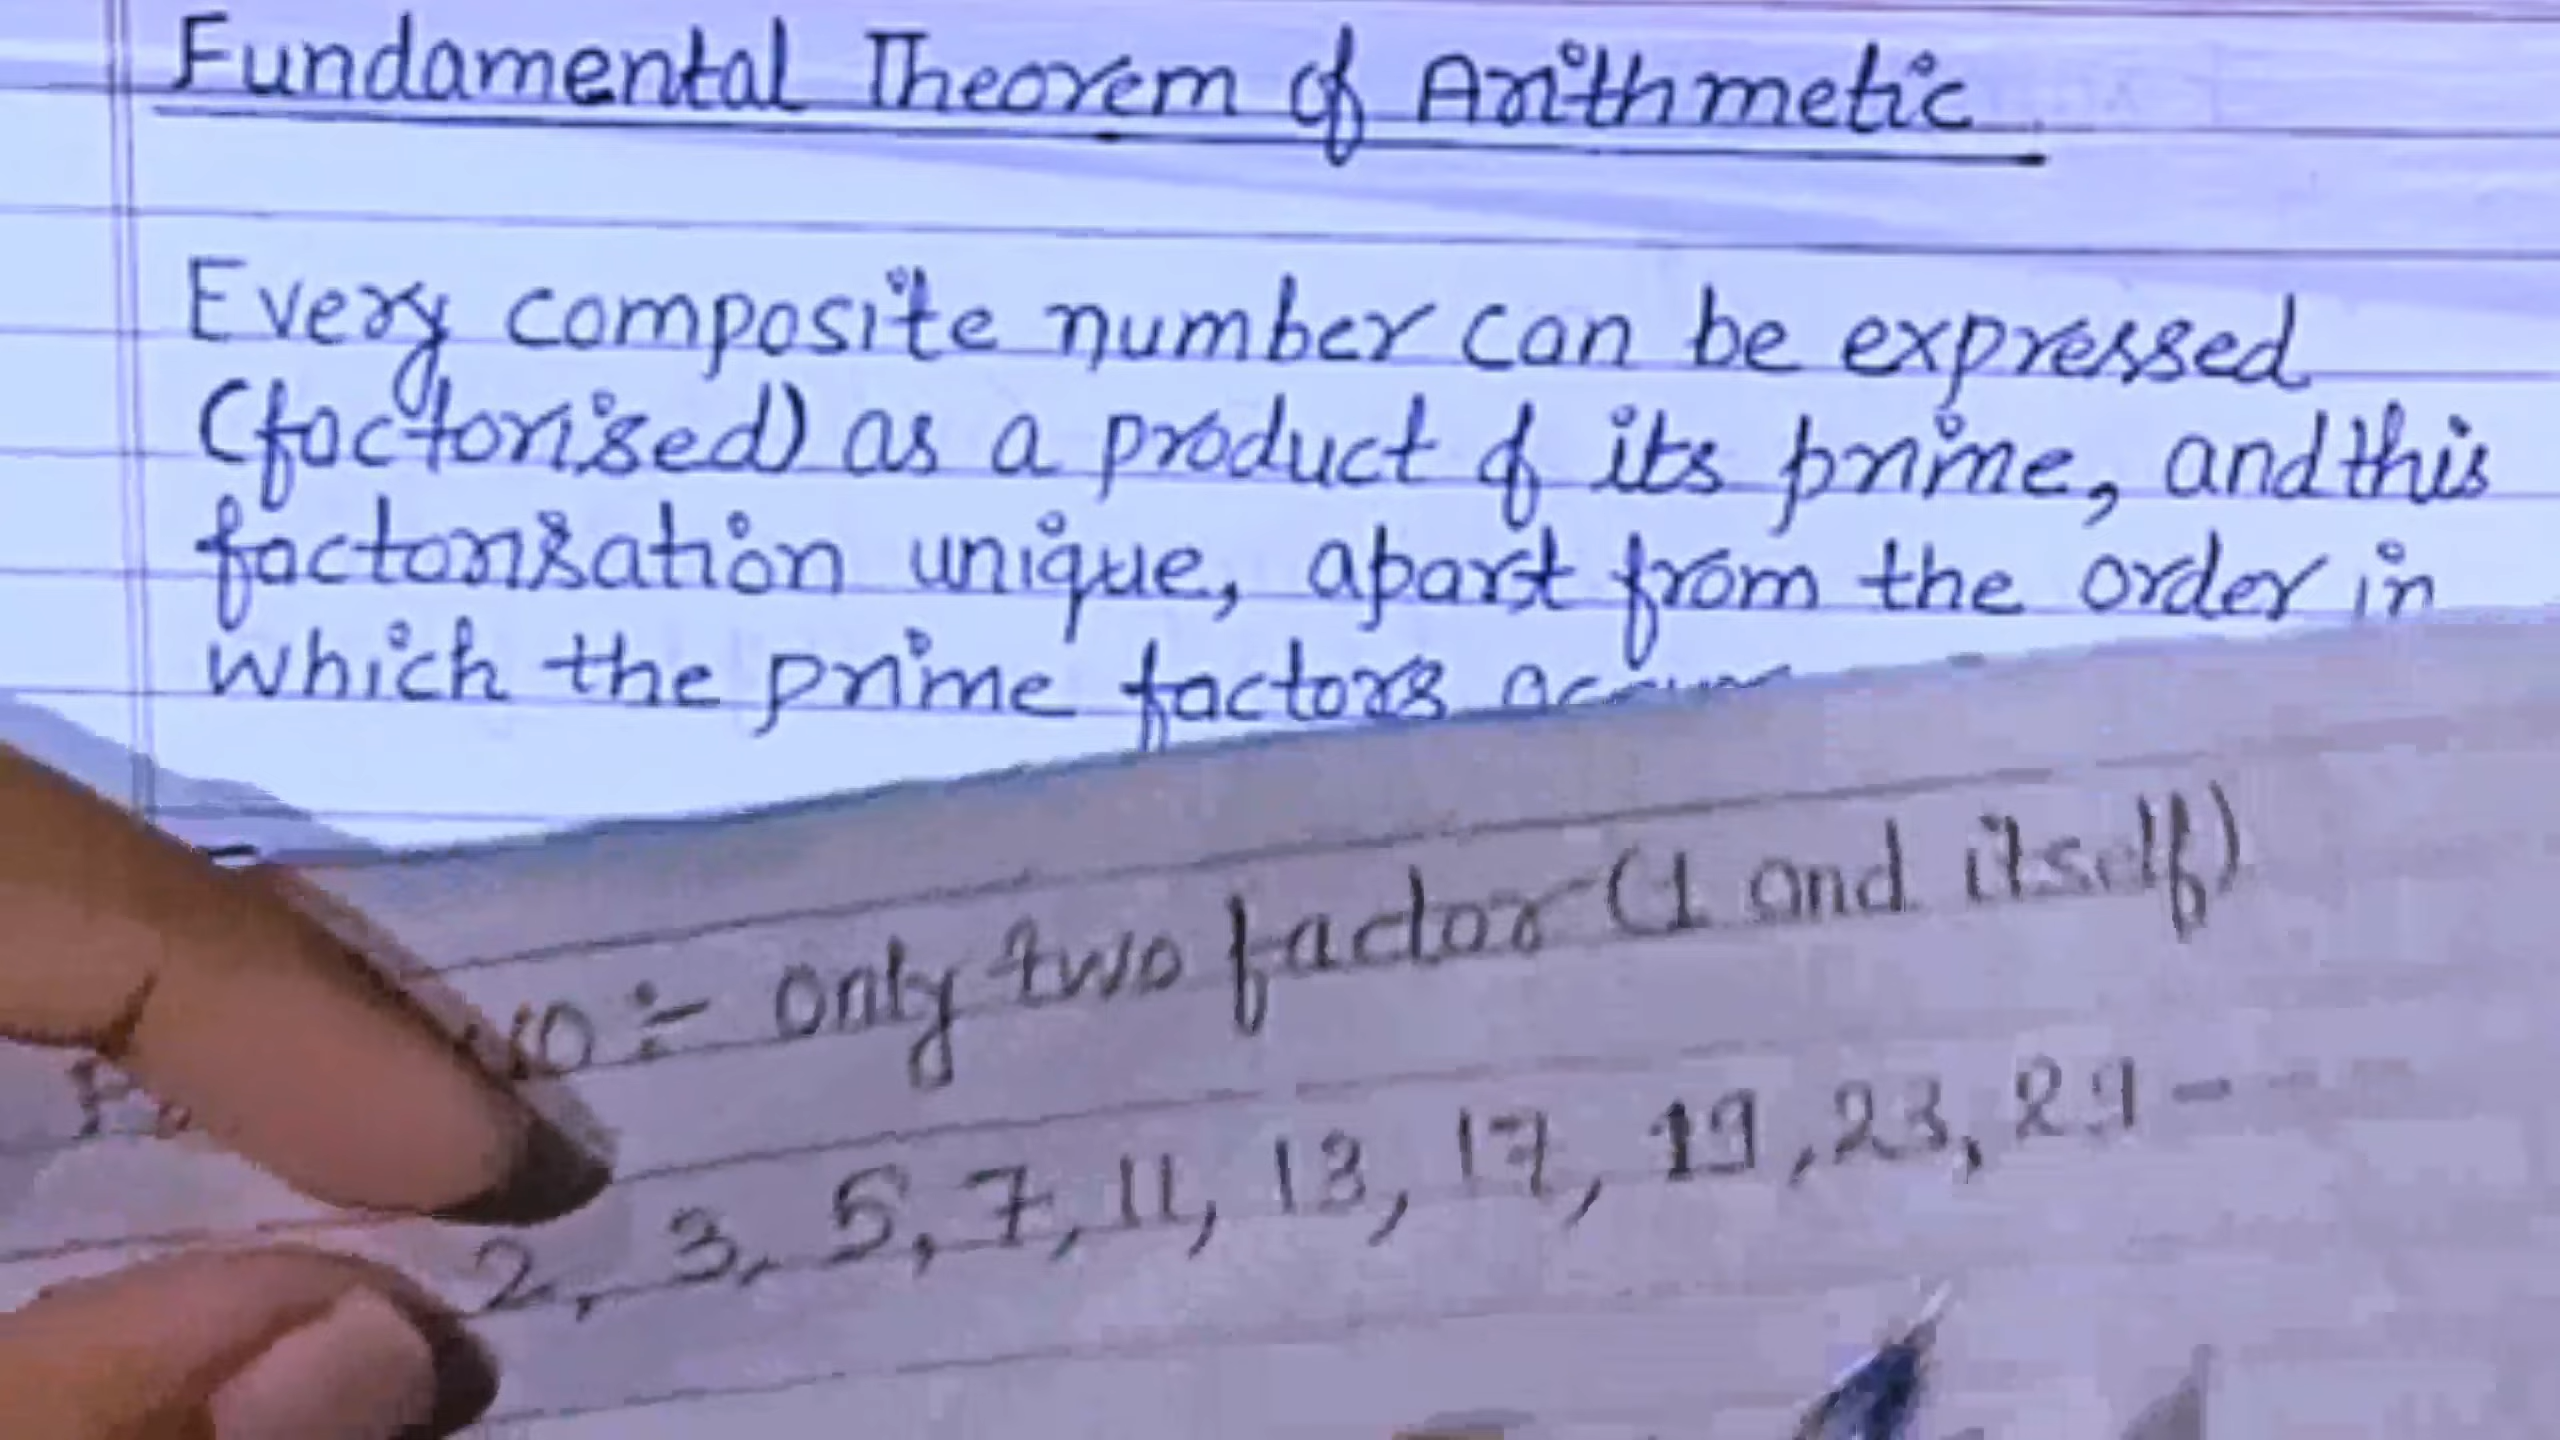 Fundamental Theorem of Arithmetic
Every composite number can be expressed
(factorised) as a product of its prime, and this
factorisation unique, apart from the order in
which the prime factors
only two factor (1 and itself)
2, 3, 5, 7, 11, 13, 17, 19, 23, 29 - - -